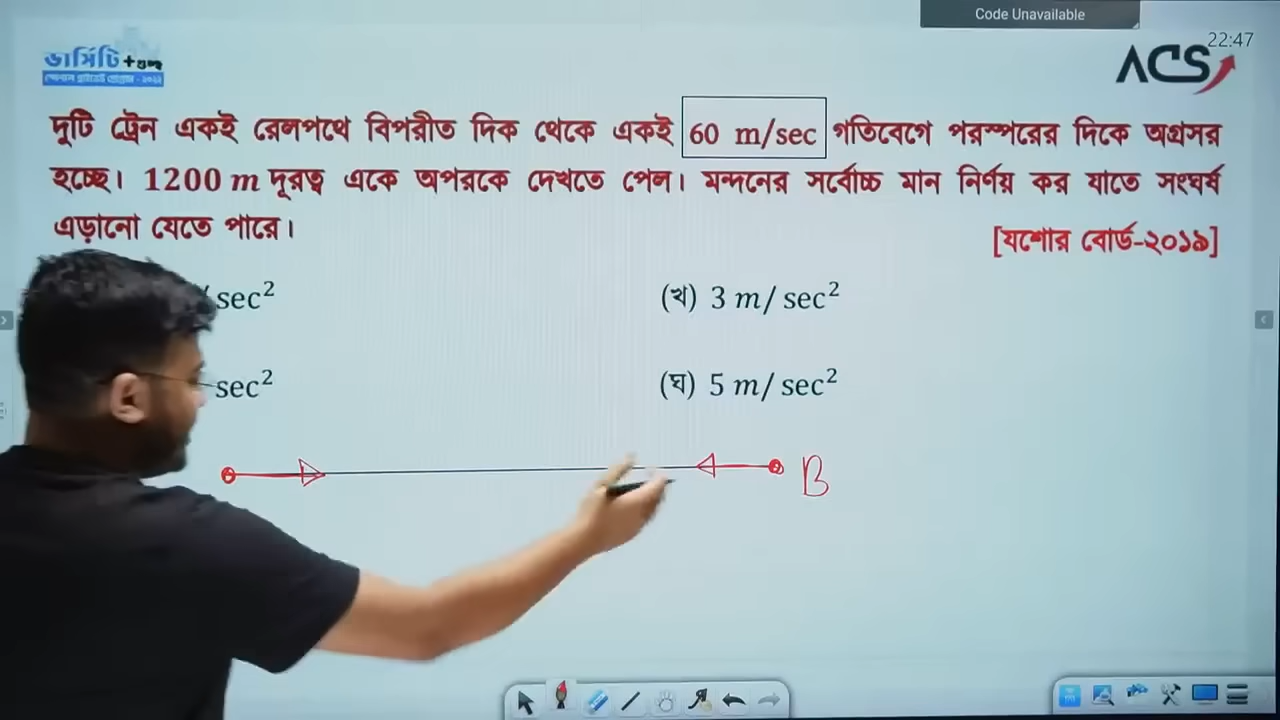 Code Unavailable
22:47
ভার্সিটি +গুচ্ছ
ACS
দুটি ট্রেন একই রেলপথে বিপরীত দিক থেকে একই 60 m/sec গতিবেগে পরস্পরের দিকে অগ্রসর
হচ্ছে। 1200 m দূরত্ব একে অপরকে দেখতে পেল। মন্দনের সর্বোচ্চ মান নির্ণয় কর যাতে সংঘর্ষ
এড়ানো যেতে পারে।
[যশোর বোর্ড-২০১৯]
/ sec²
(খ) 3 m/ sec²
sec²
(ঘ) 5 m/ sec²
B